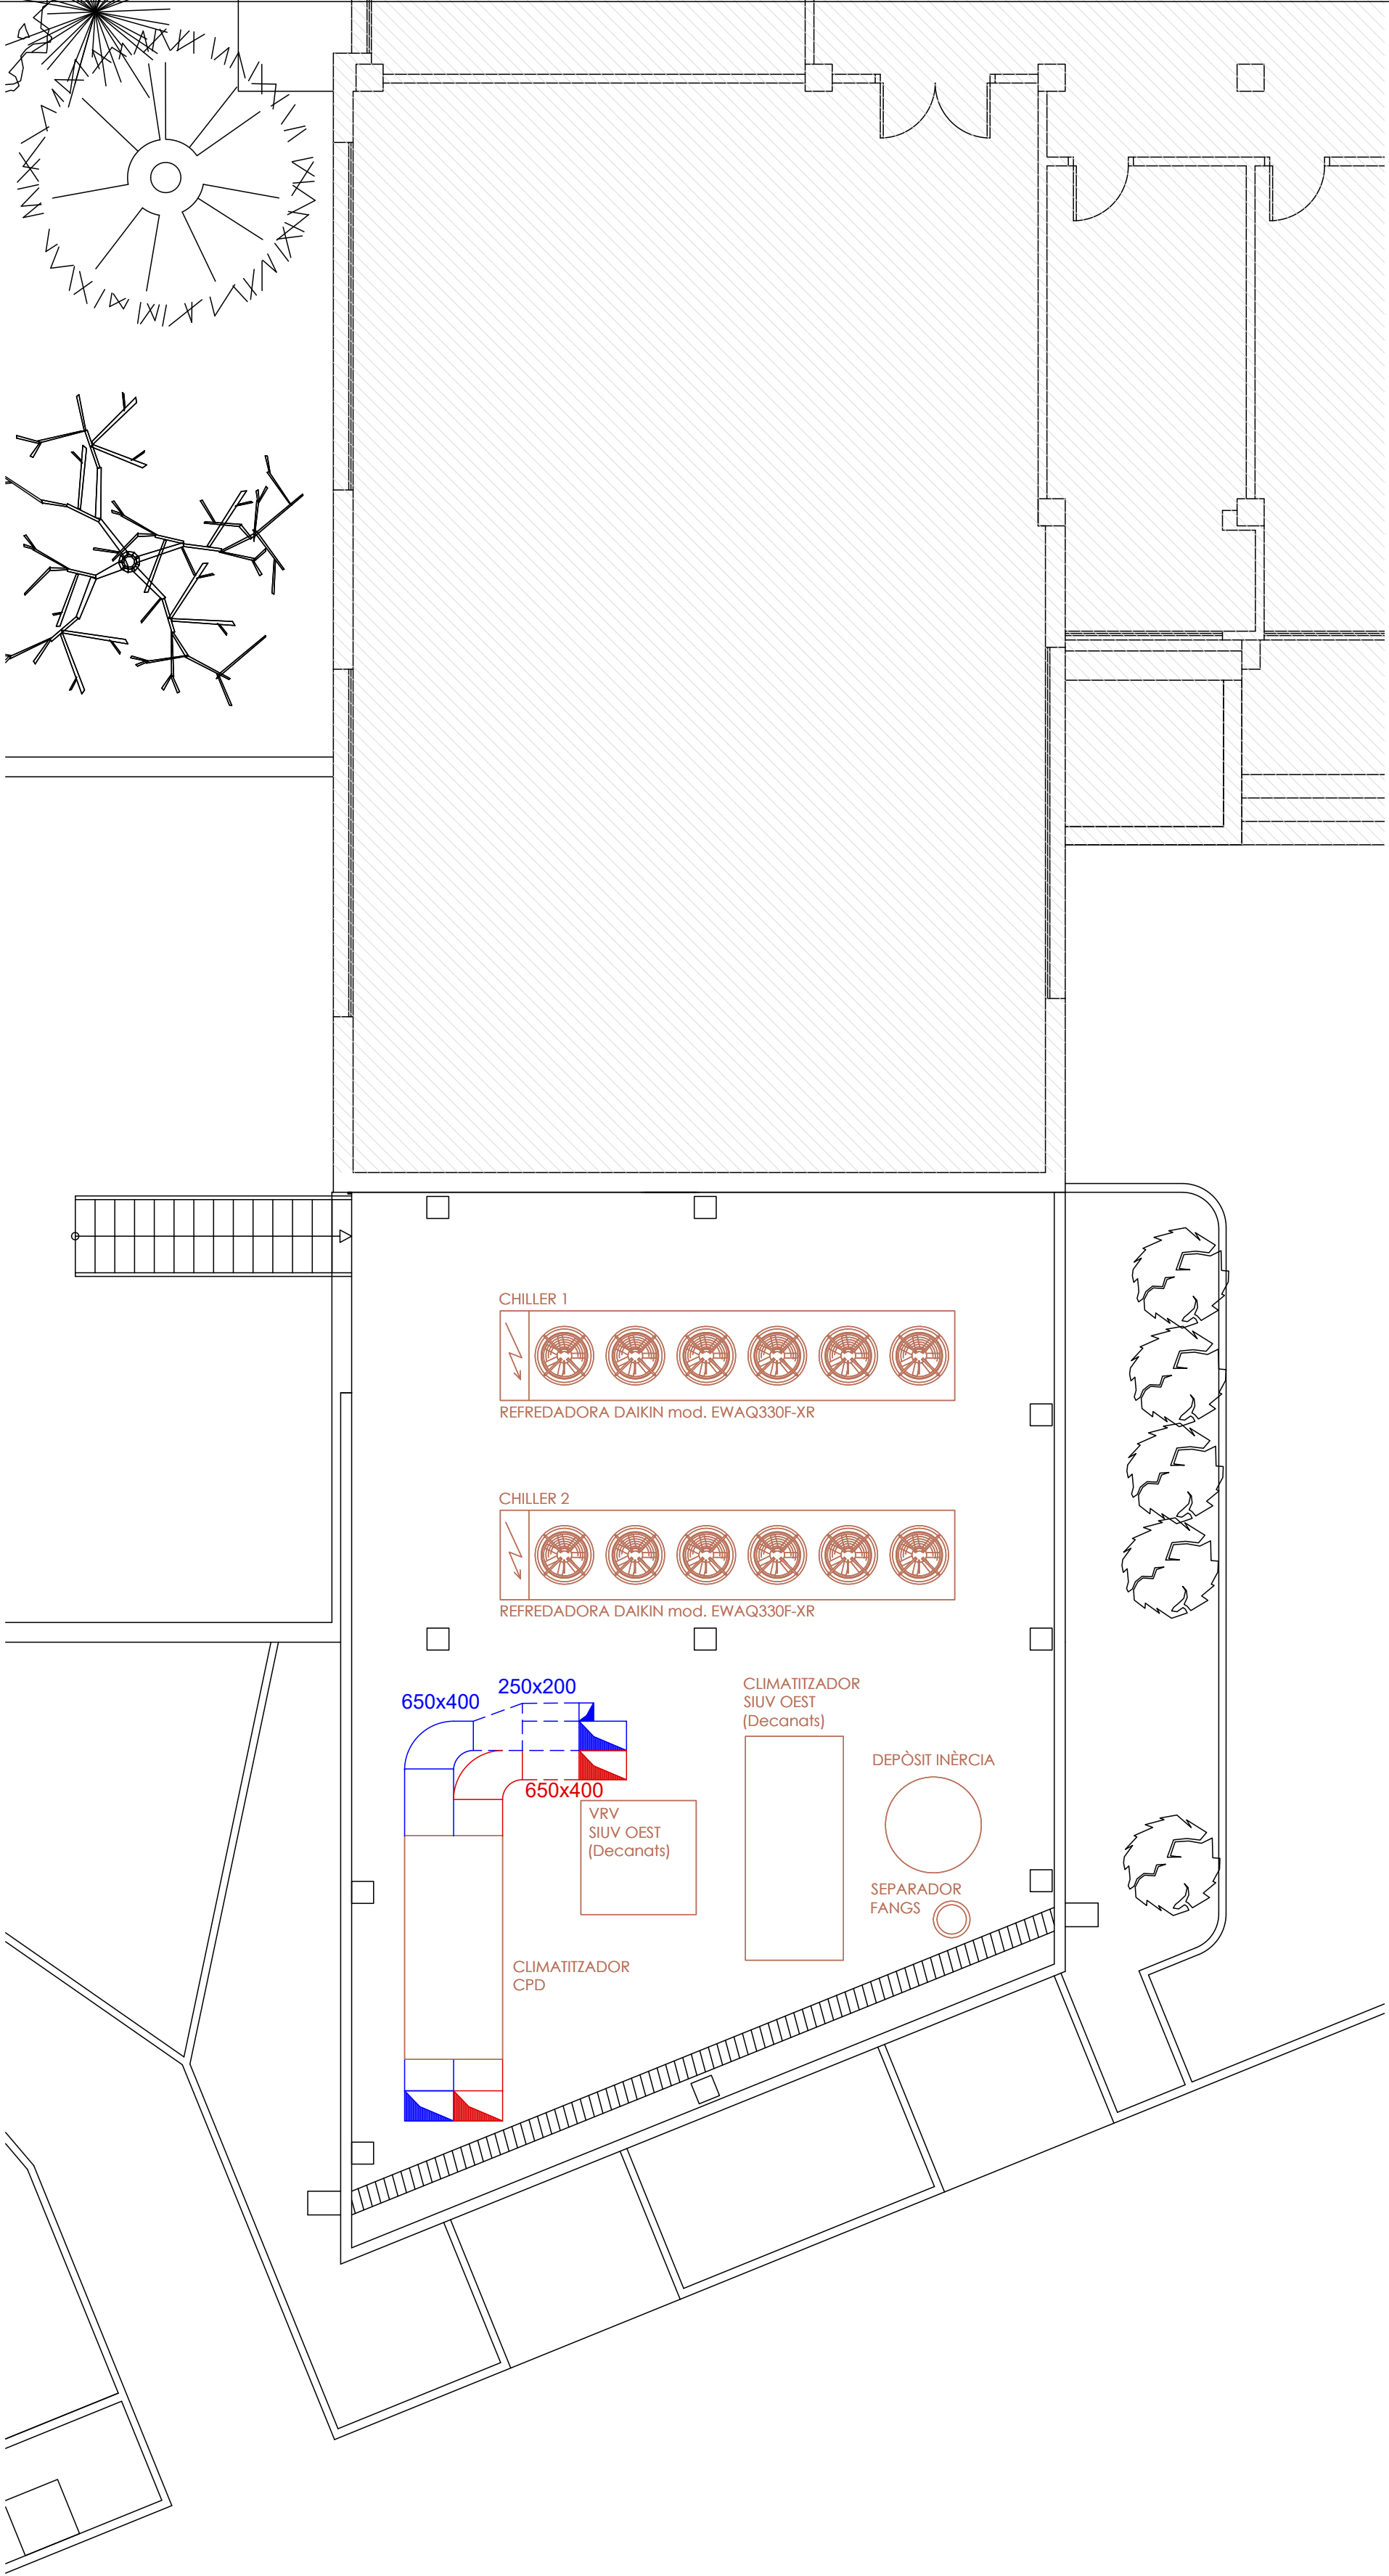 CHILLER 1
REFREDADORA DAIKIN mod. EWAQ330F-XR
CHILLER 2
REFREDADORA DAIKIN mod. EWAQ330F-XR
650x400
250x200
650x400
CLIMATITZADOR
SIUV OEST
(Decanats)
DEPÒSIT INÈRCIA
VRV
SIUV OEST
(Decanats)
SEPARADOR
FANGS
CLIMATITZADOR
CPD